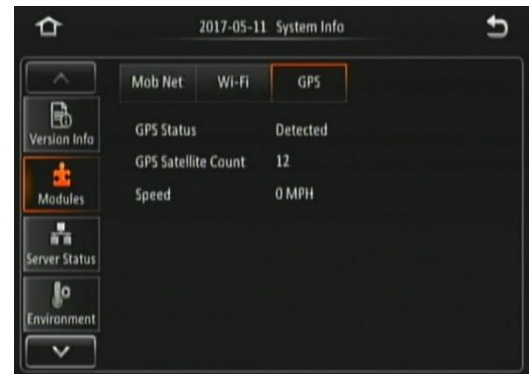 2017-05-11 System Info
Mob Net Wi-Fi GPS
Version Info
GPS Status Detected
GPS Satellite Count 12
Modules
Speed 0 MPH
Server Status
Environment